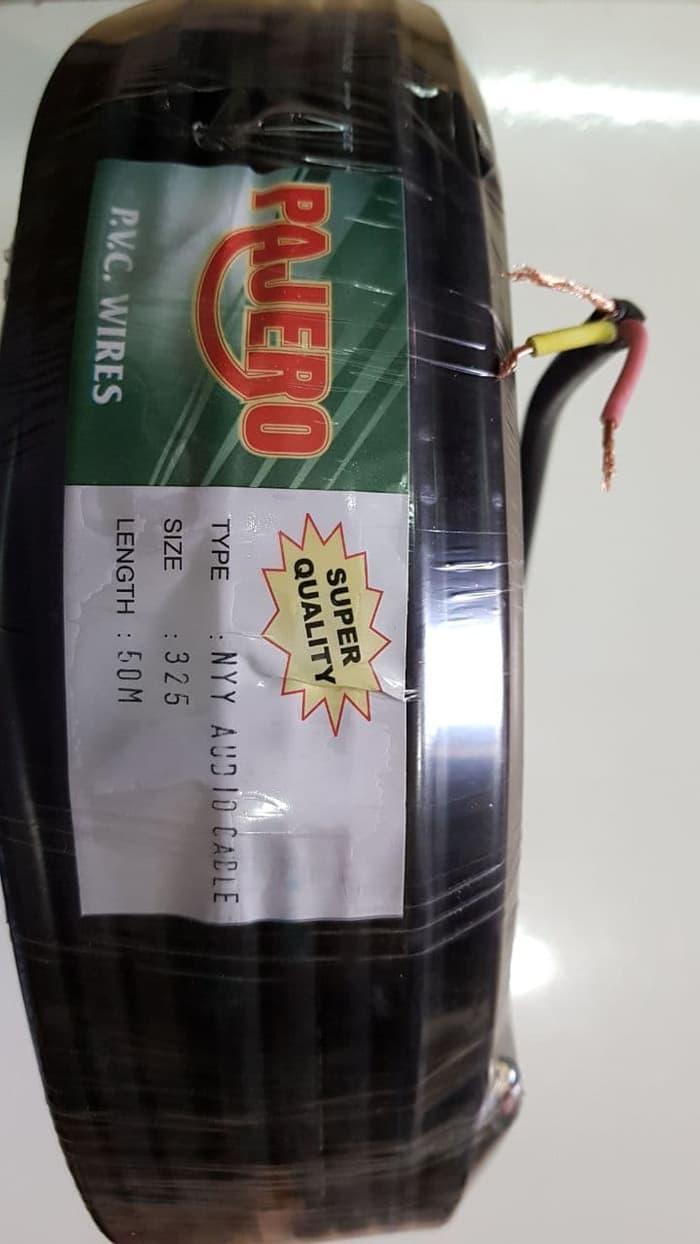 PAJERO
P.V.C. WIRES
SUPER
QUALITY
TYPE : NYY AUDIO CABLE
SIZE : 325
LENGTH : 50M